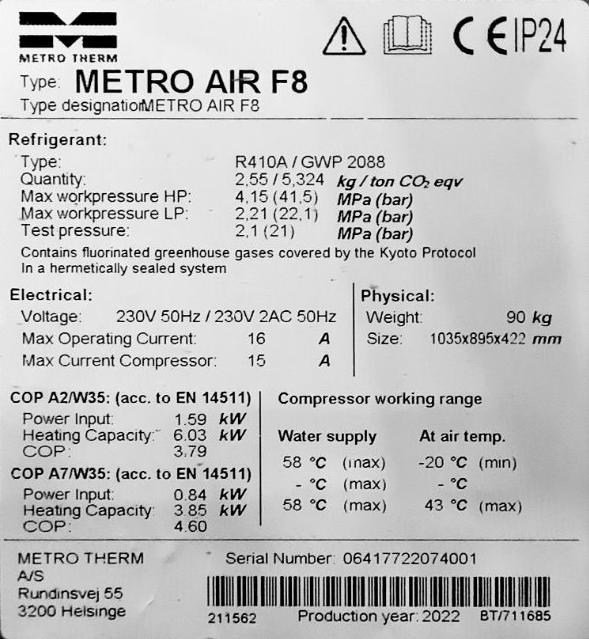 METRO THERM
CE IP24
Type: METRO AIR F8
Type designation METRO AIR F8
Refrigerant:
Type: R410A / GWP 2088
Quantity: 2,55 / 5,324 kg / ton CO₂ eqv
Max workpressure HP: 4,15 (41,5) MPa (bar)
Max workpressure LP: 2,21 (22,1) MPa (bar)
Test pressure: 2,1 (21) MPa (bar)
Contains fluorinated greenhouse gases covered by the Kyoto Protocol
In a hermetically sealed system
Electrical:
Voltage: 230V 50Hz / 230V 2AC 50Hz
Max Operating Current: 16 A
Max Current Compressor: 15 A
Physical:
Weight: 90 kg
Size: 1035x895x422 mm
COP A2/W35: (acc. to EN 14511)
Power Input: 1.59 kW
Heating Capacity: 6.03 kW
COP: 3.79
COP A7/W35: (acc. to EN 14511)
Power Input: 0.84 kW
Heating Capacity: 3.85 kW
COP: 4.60
Compressor working range
Water supply At air temp.
58 °C (max) -20 °C (min)
- °C (max) - °C
58 °C (max) 43 °C (max)
METRO THERM
A/S
Rundinsvej 55
3200 Helsinge
Serial Number: 06417722074001
211562 Production year: 2022 BT/711685